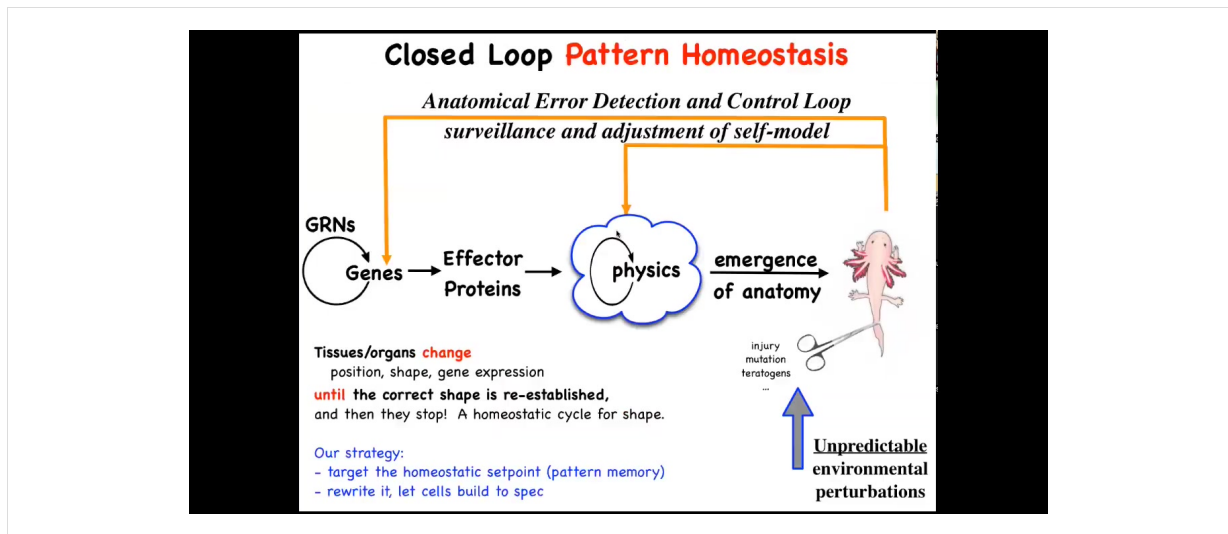 Closed Loop Pattern Homeostasis
Anatomical Error Detection and Control Loop
surveillance and adjustment of self-model
GRNs
Genes
Effector
Proteins
physics
emergence
of anatomy
injury
mutation
teratogens
...
Tissues/organs change
position, shape, gene expression
until the correct shape is re-established,
and then they stop! A homeostatic cycle for shape.
Our strategy:
- target the homeostatic setpoint (pattern memory)
- rewrite it, let cells build to spec
Unpredictable
environmental
perturbations